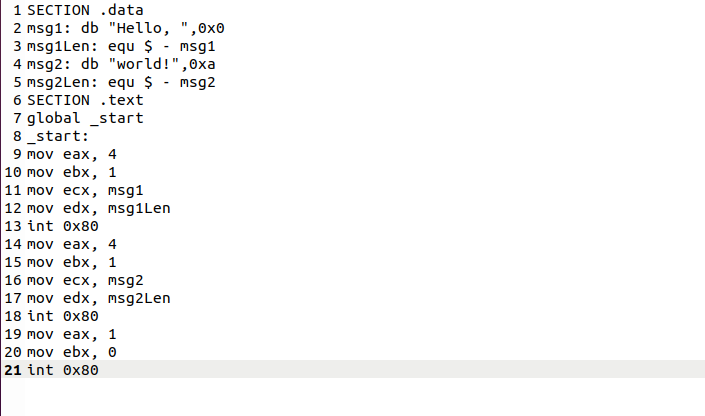 1 SECTION .data
2 msg1: db "Hello, ",0x0
3 msg1Len: equ $ - msg1
4 msg2: db "world!",0xa
5 msg2Len: equ $ - msg2
6 SECTION .text
7 global _start
8 _start:
9 mov eax, 4
10 mov ebx, 1
11 mov ecx, msg1
12 mov edx, msg1Len
13 int 0x80
14 mov eax, 4
15 mov ebx, 1
16 mov ecx, msg2
17 mov edx, msg2Len
18 int 0x80
19 mov eax, 1
20 mov ebx, 0
21 int 0x80